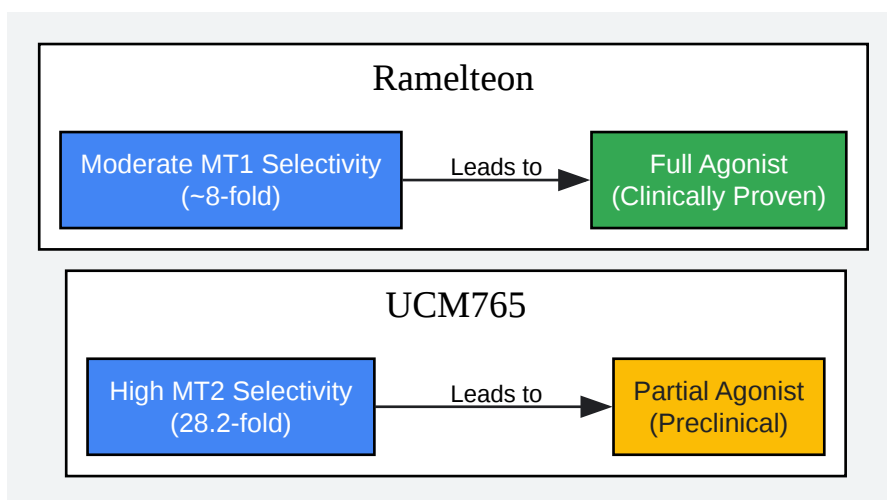 Ramelteon
Moderate MT1 Selectivity
(~8-fold)
Leads to
Full Agonist
(Clinically Proven)
UCM765
High MT2 Selectivity
(28.2-fold)
Leads to
Partial Agonist
(Preclinical)